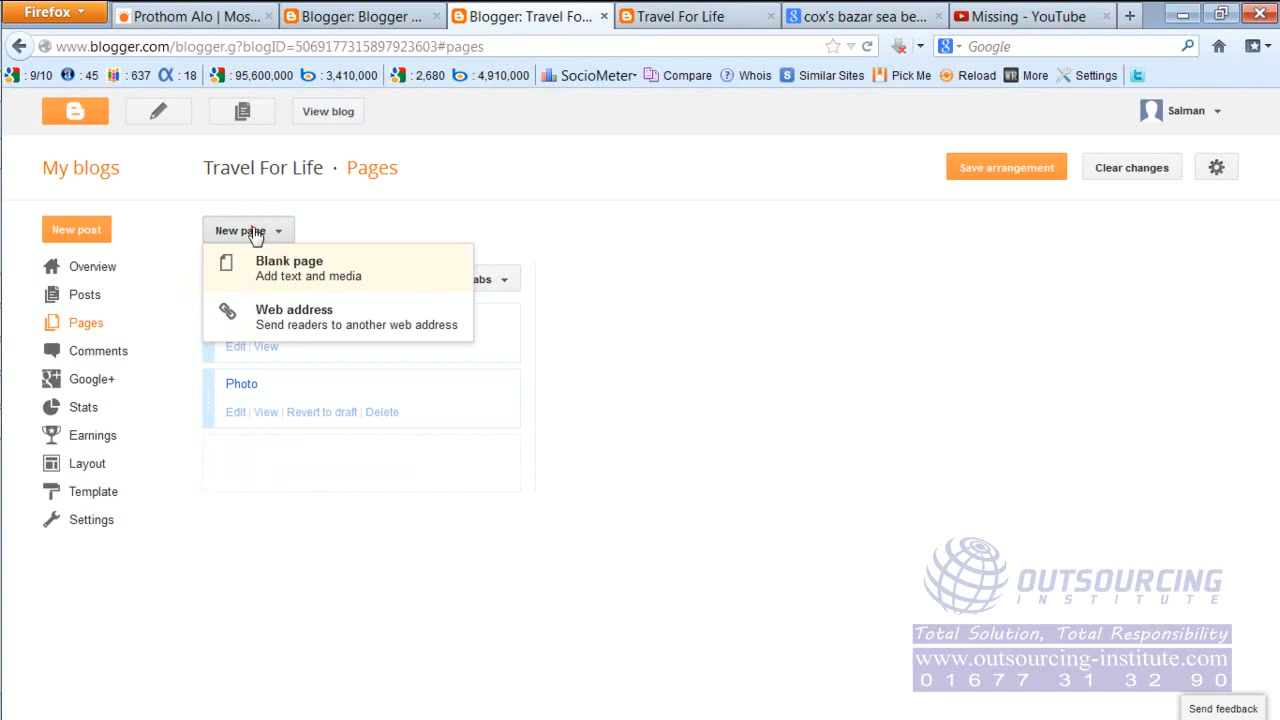 Firefox
Prothom Alo | Mos...
Blogger: Blogger ...
Blogger: Travel Fo...
Travel For Life
cox's bazar sea be...
Missing - YouTube
www.blogger.com/blogger.g?blogID=5069177315897923603#pages
Google
: 9/10 : 45 : 637 : 18 : 95,600,000 : 3,410,000 : 2,680 : 4,910,000 SocioMeter Compare Whois Similar Sites Pick Me Reload More Settings
View blog
Salman
My blogs
Travel For Life · Pages
Save arrangement
Clear changes
New post
New page
Blank page
Add text and media
Web address
Send readers to another web address
abs
Edit | View
Photo
Edit | View | Revert to draft | Delete
Overview
Posts
Pages
Comments
Google+
Stats
Earnings
Layout
Template
Settings
OUTSOURCING
INSTITUTE
Total Solution, Total Responsibility
www.outsourcing-institute.com
01677 31 32 90
Send feedback